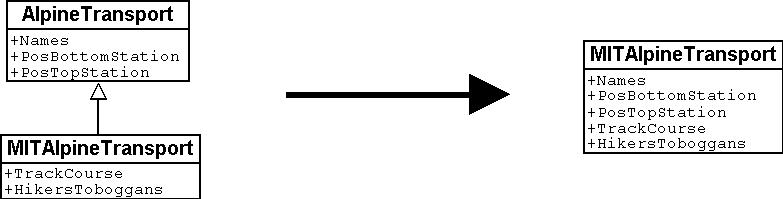 AlpineTransport
+Names
+PosBottomStation
+PosTopStation
MITAlpineTransport
+TrackCourse
+HikersToboggans
MITAlpineTransport
+Names
+PosBottomStation
+PosTopStation
+TrackCourse
+HikersToboggans